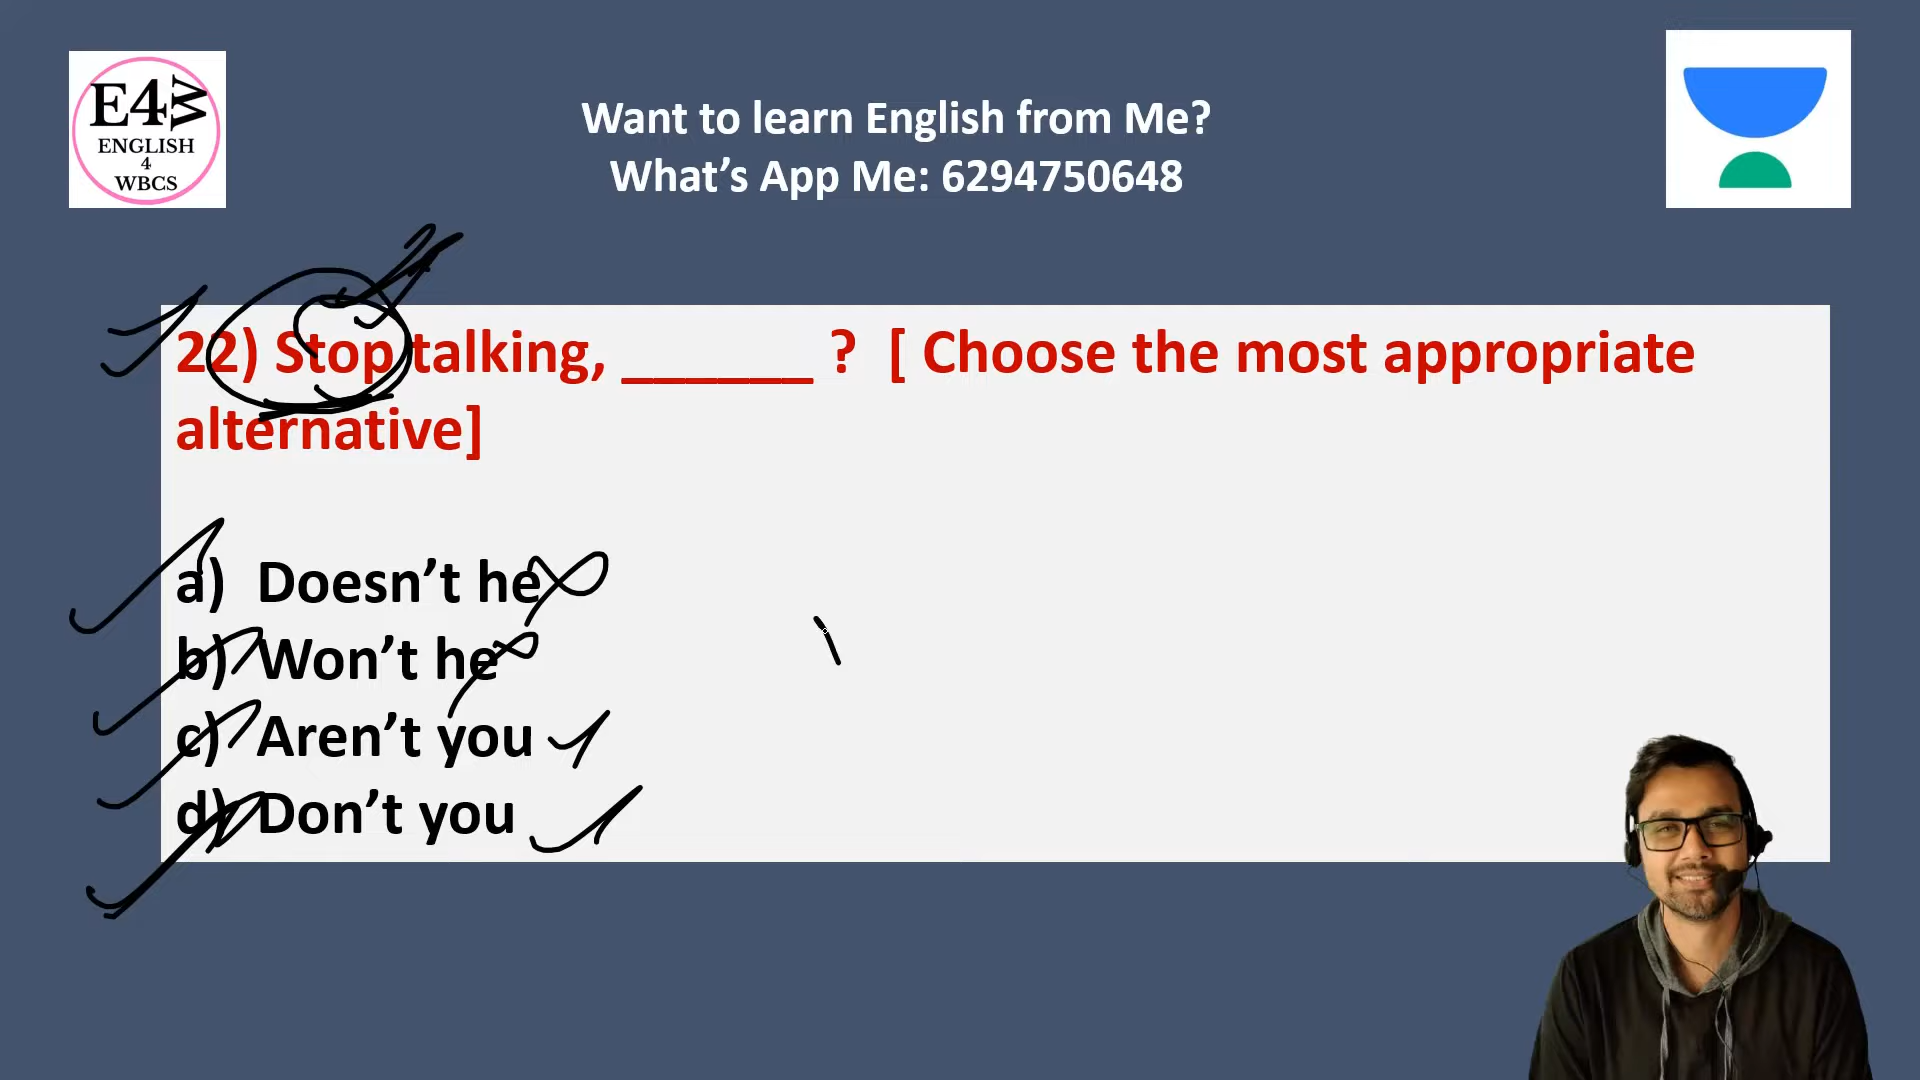 E4W
ENGLISH
4
WBCS
Want to learn English from Me?
What’s App Me: 6294750648
22) Stop talking, ______ ? [ Choose the most appropriate
alternative]
a) Doesn’t he
b) Won’t he
c) Aren’t you
d) Don’t you